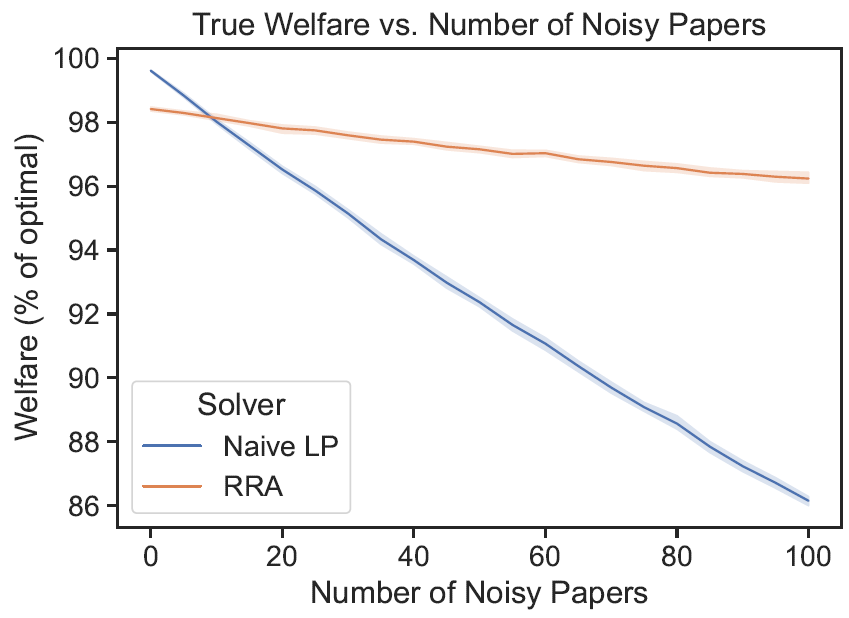 True Welfare vs. Number of Noisy Papers
Welfare (% of optimal)
100
98
96
94
92
90
88
86
Solver
Naive LP
RRA
0 20 40 60 80 100
Number of Noisy Papers